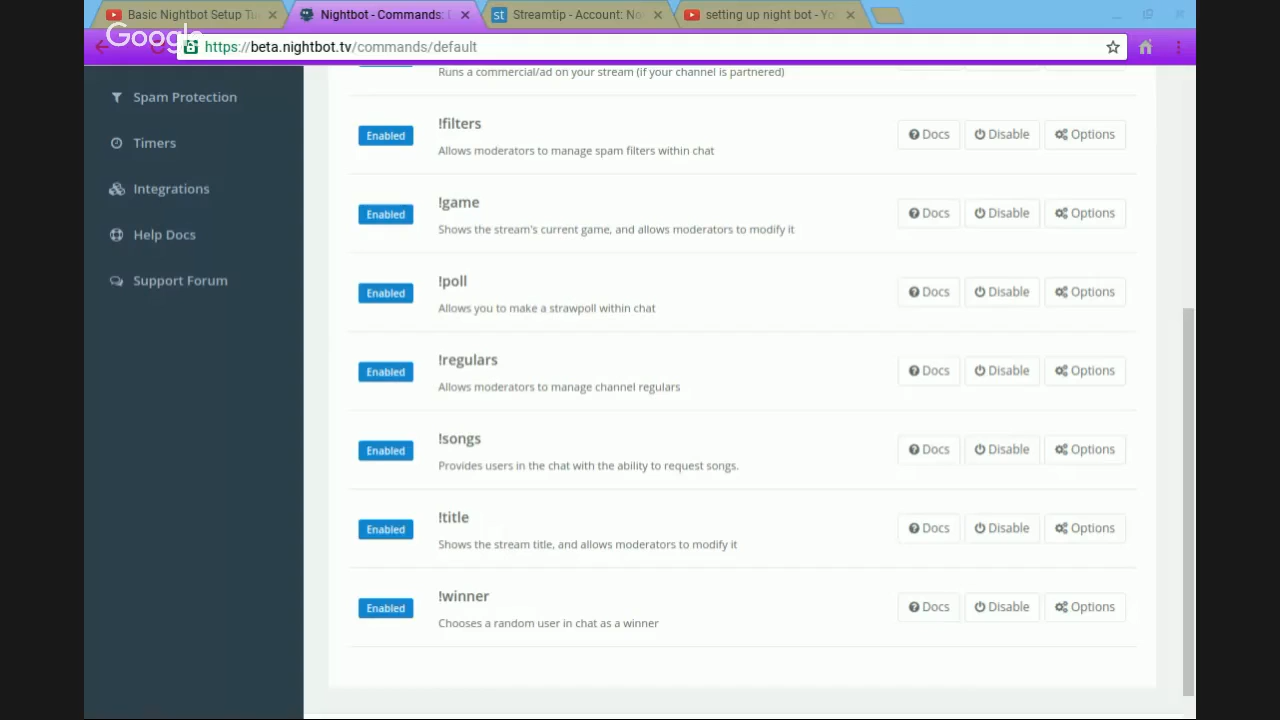 Basic Nightbot Setup Tu
Nightbot - Commands: D
st Streamtip - Account: No
setting up night bot - Yo
Google
https://beta.nightbot.tv/commands/default
Spam Protection
Timers
Integrations
Help Docs
Support Forum
Runs a commercial/ad on your stream (if your channel is partnered)
Enabled !filters Docs Disable Options
Allows moderators to manage spam filters within chat
Enabled !game Docs Disable Options
Shows the stream's current game, and allows moderators to modify it
Enabled !poll Docs Disable Options
Allows you to make a strawpoll within chat
Enabled !regulars Docs Disable Options
Allows moderators to manage channel regulars
Enabled !songs Docs Disable Options
Provides users in the chat with the ability to request songs.
Enabled !title Docs Disable Options
Shows the stream title, and allows moderators to modify it
Enabled !winner Docs Disable Options
Chooses a random user in chat as a winner